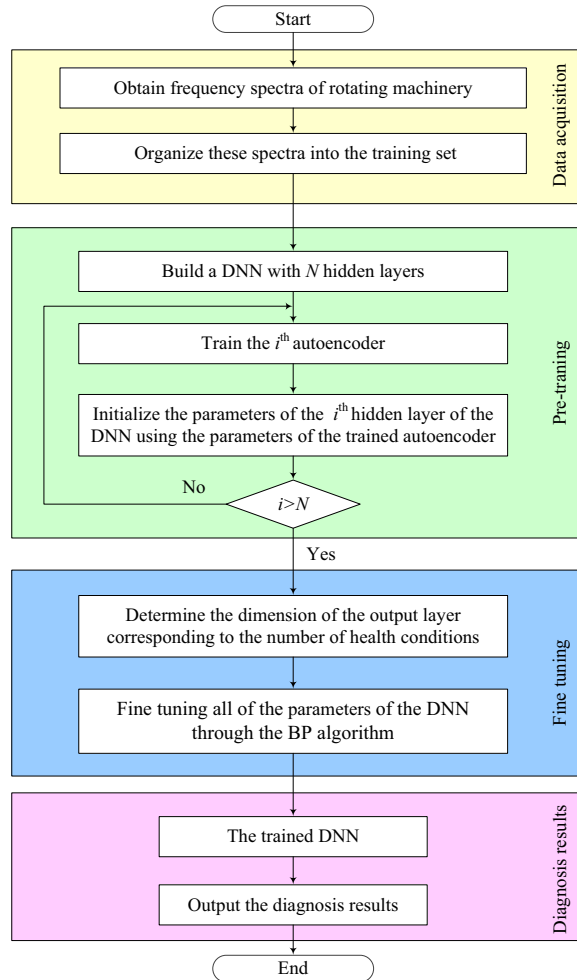 Start
Obtain frequency spectra of rotating machinery
Organize these spectra into the training set
Data acquisition
Build a DNN with N hidden layers
Train the i^th autoencoder
Initialize the parameters of the i^th hidden layer of the
DNN using the parameters of the trained autoencoder
No
i>N
Yes
Pre-traning
Determine the dimension of the output layer
corresponding to the number of health conditions
Fine tuning all of the parameters of the DNN
through the BP algorithm
Fine tuning
The trained DNN
Output the diagnosis results
Diagnosis results
End